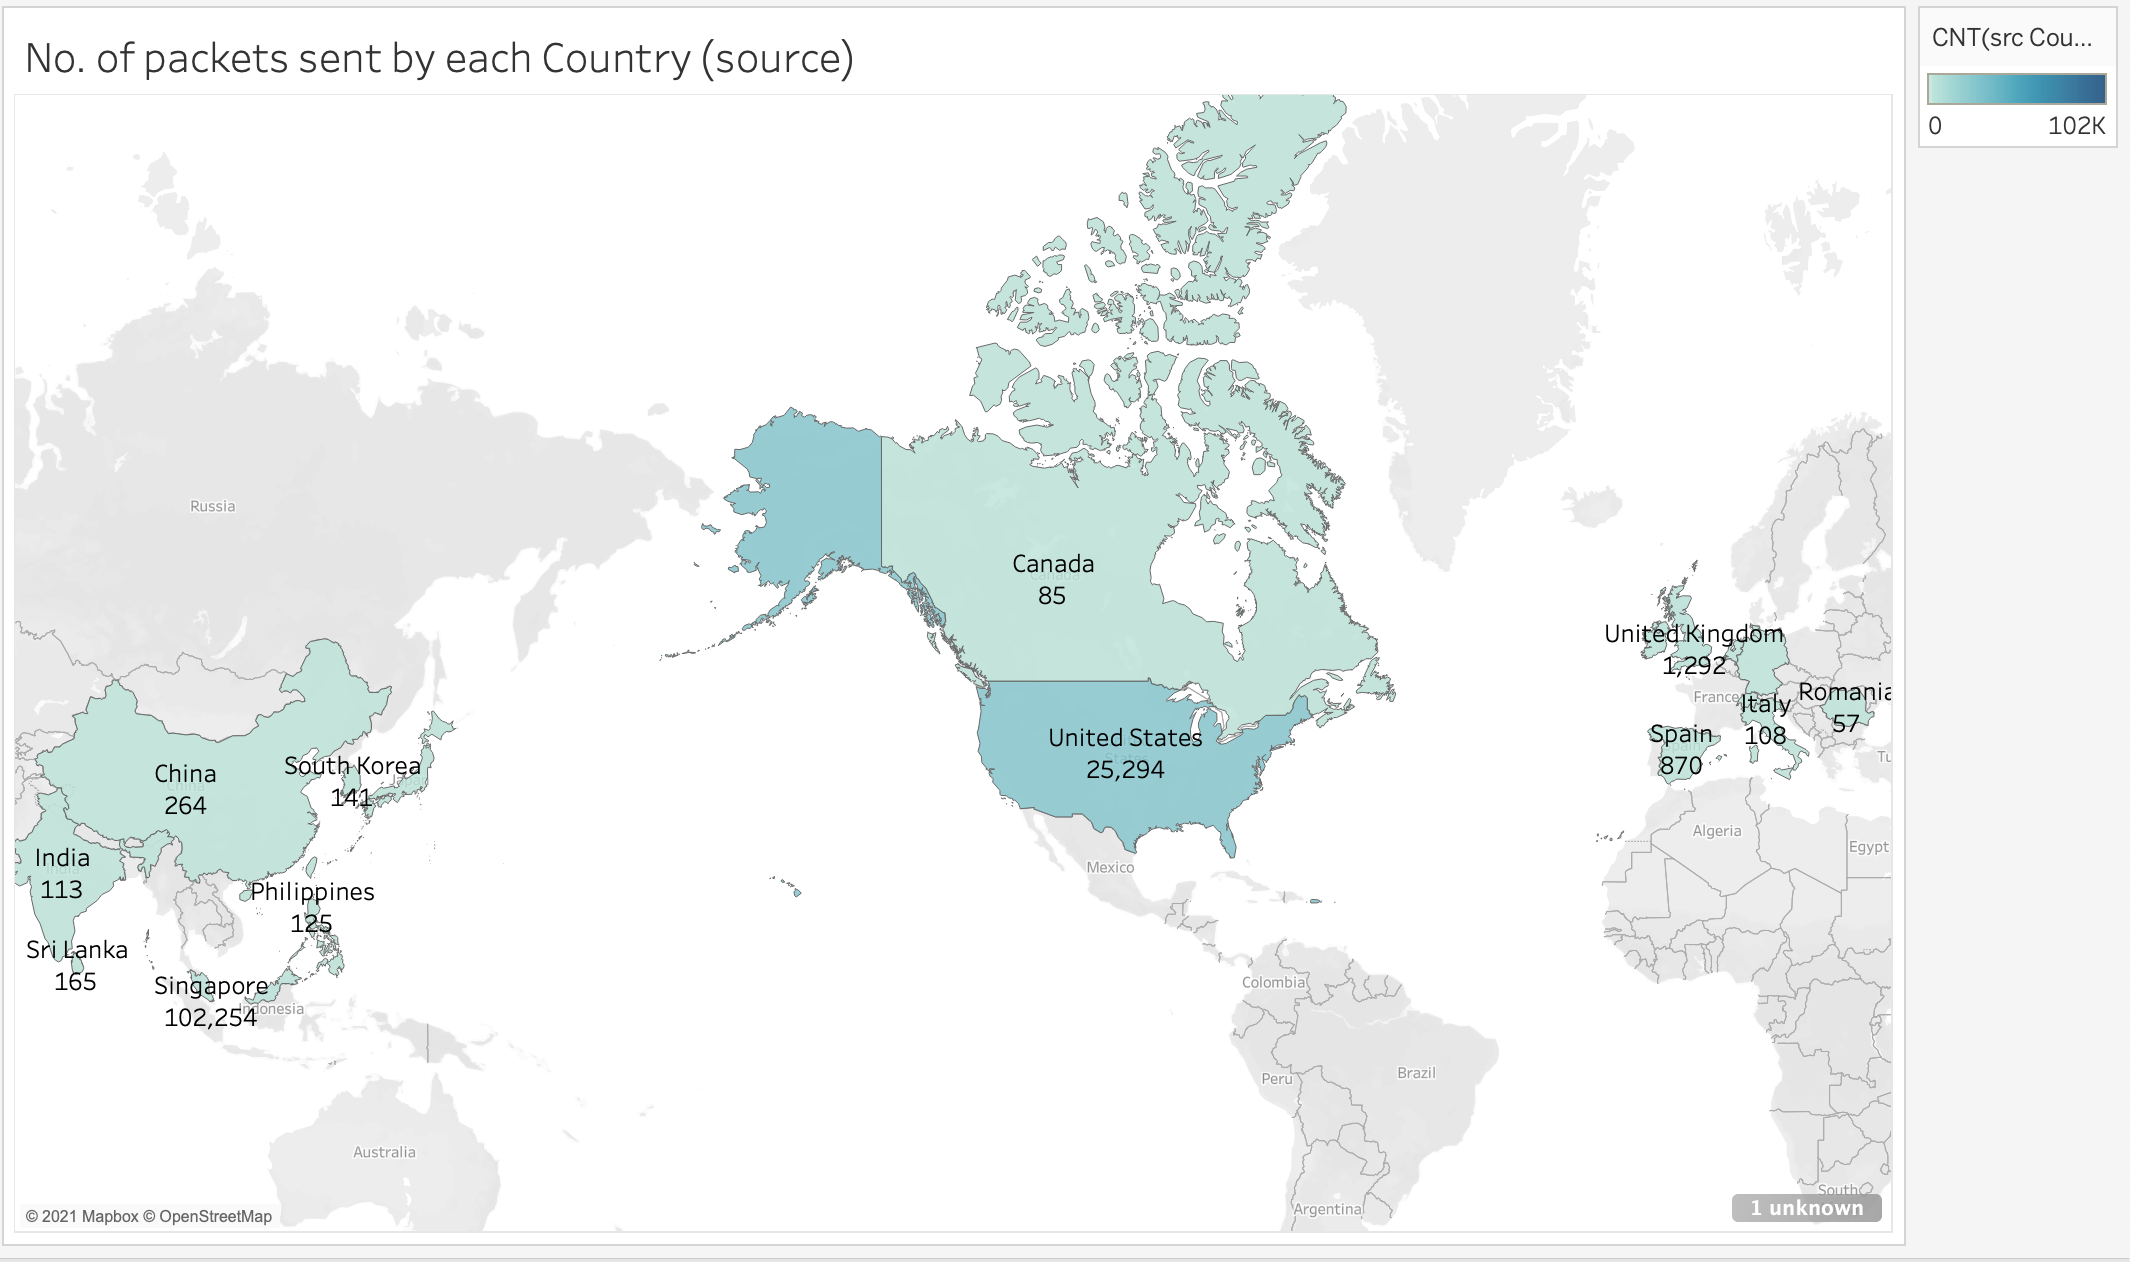 No. of packets sent by each Country (source)
CNT(src Cou...
0
102K
Russia
Canada
85
United Kingdom
1,292
France
Romania
57
Italy
108
Spain
870
United States
25,294
South Korea
141
China
264
India
113
Philippines
125
Sri Lanka
165
Singapore
102,254
Indonesia
Mexico
Algeria
Egypt
Colombia
Peru
Brazil
Australia
South
Argentina
1 unknown
© 2021 Mapbox © OpenStreetMap